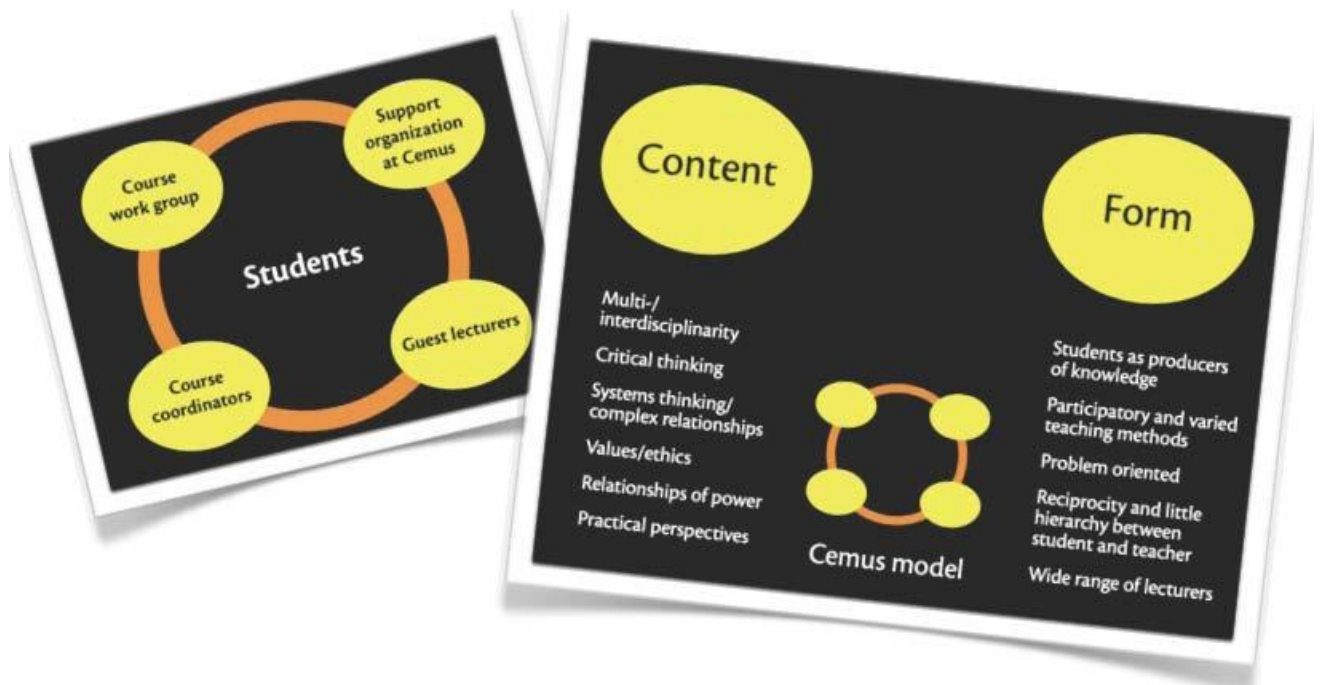 Course
work group
Support
organization
at Cemus
Students
Course
coordinators
Guest lecturers
Content
Multi-/
interdisciplinarity
Critical thinking
Systems thinking/
complex relationships
Values/ethics
Relationships of power
Practical perspectives
Cemus model
Form
Students as producers
of knowledge
Participatory and varied
teaching methods
Problem oriented
Reciprocity and little
hierarchy between
student and teacher
Wide range of lecturers